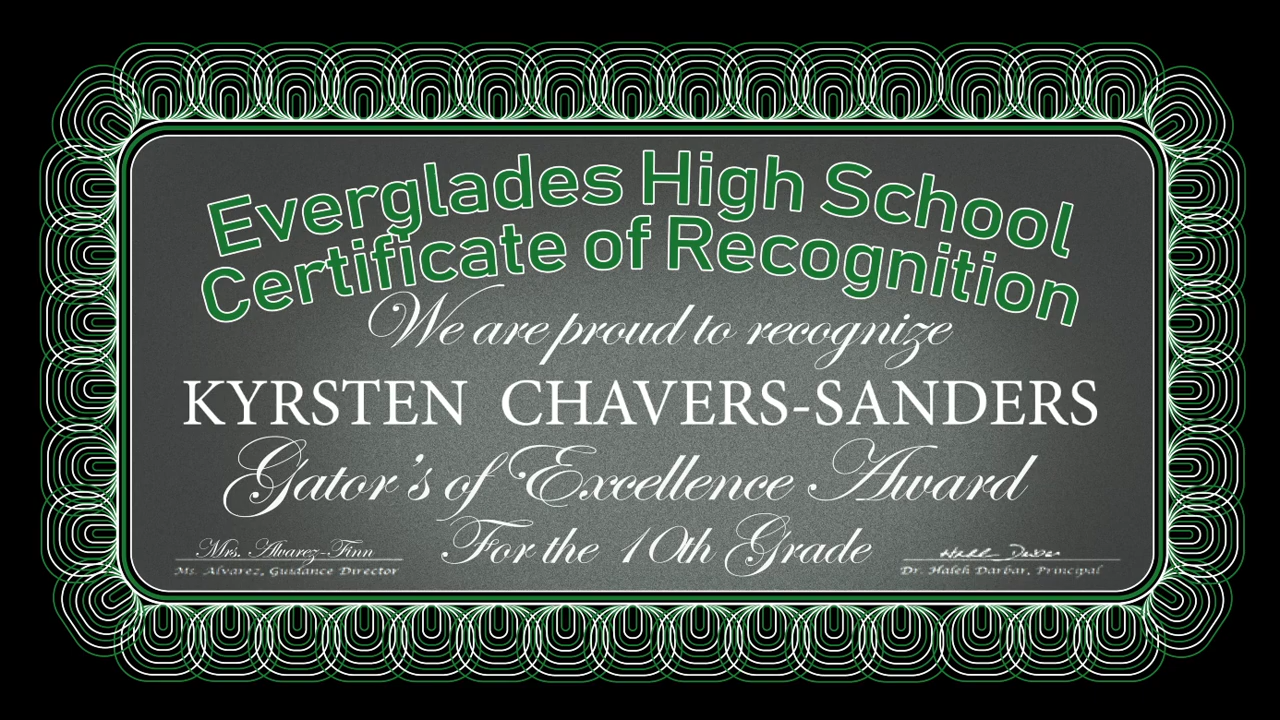 Everglades High School
Certificate of Recognition
We are proud to recognize
KYRSTEN CHAVERS-SANDERS
Gator's of Excellence Award
For the 10th Grade
Mrs. Alvarez-Finn
Ms. Alvarez, Guidance Director
Dr. Haleh Darbar, Principal